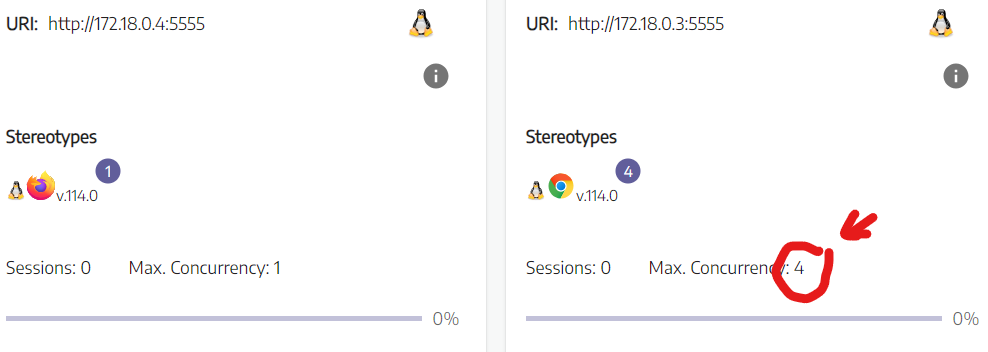 URI: http://172.18.0.4:5555
i
Stereotypes
1
v.114.0
Sessions: 0 Max. Concurrency: 1
0%
URI: http://172.18.0.3:5555
i
Stereotypes
4
v.114.0
Sessions: 0 Max. Concurrency: 4
0%